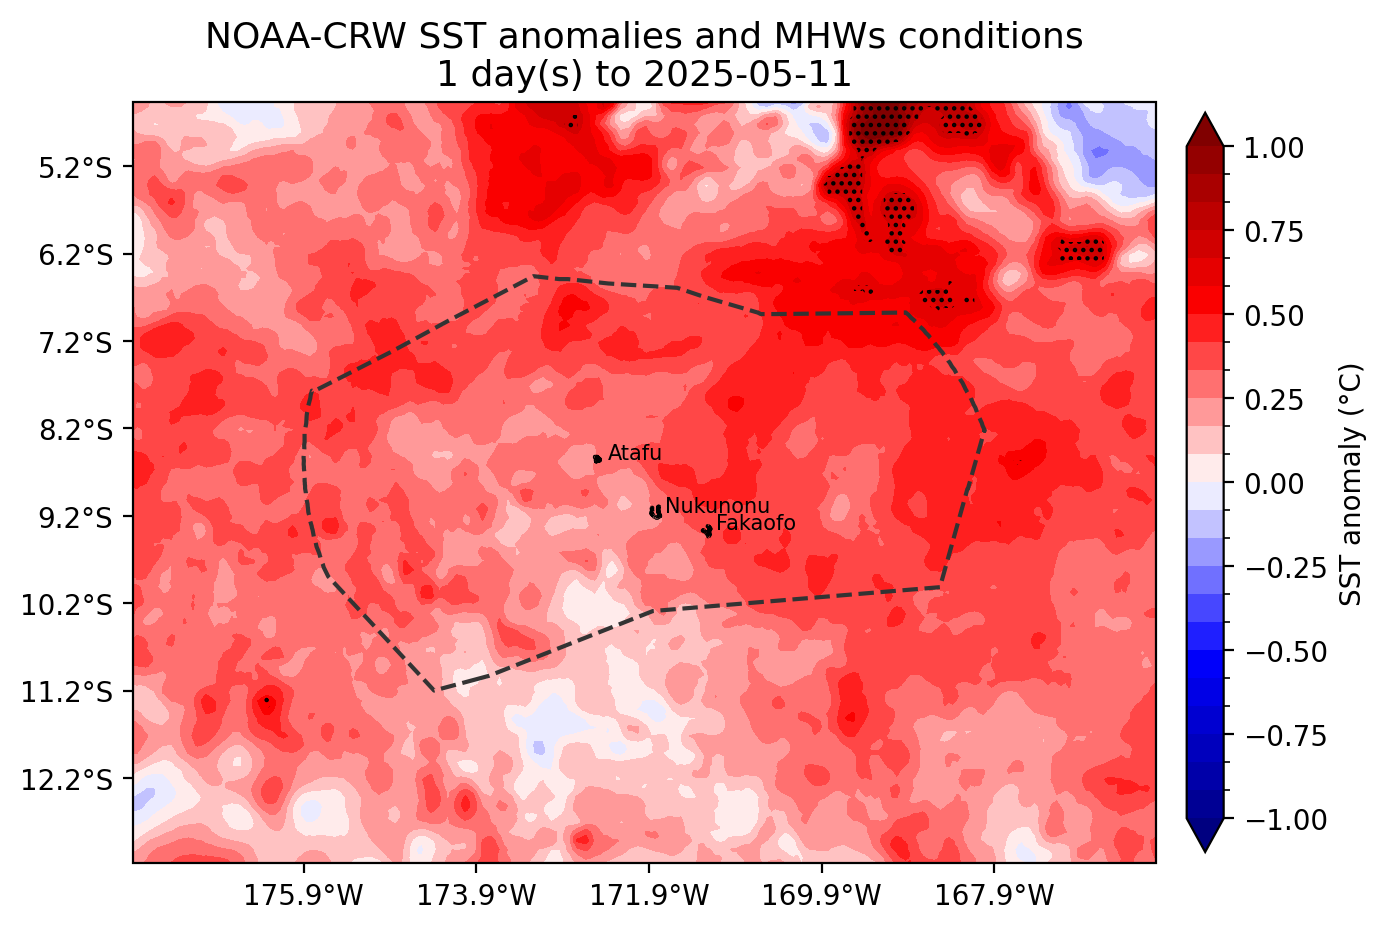 NOAA-CRW SST anomalies and MHWs conditions
1 day(s) to 2025-05-11
5.2°S
6.2°S
7.2°S
8.2°S
9.2°S
10.2°S
11.2°S
12.2°S
175.9°W
173.9°W
171.9°W
169.9°W
167.9°W
Atafu
Nukunonu
Fakaofo
1.00
0.75
0.50
0.25
0.00
−0.25
−0.50
−0.75
−1.00
SST anomaly (°C)